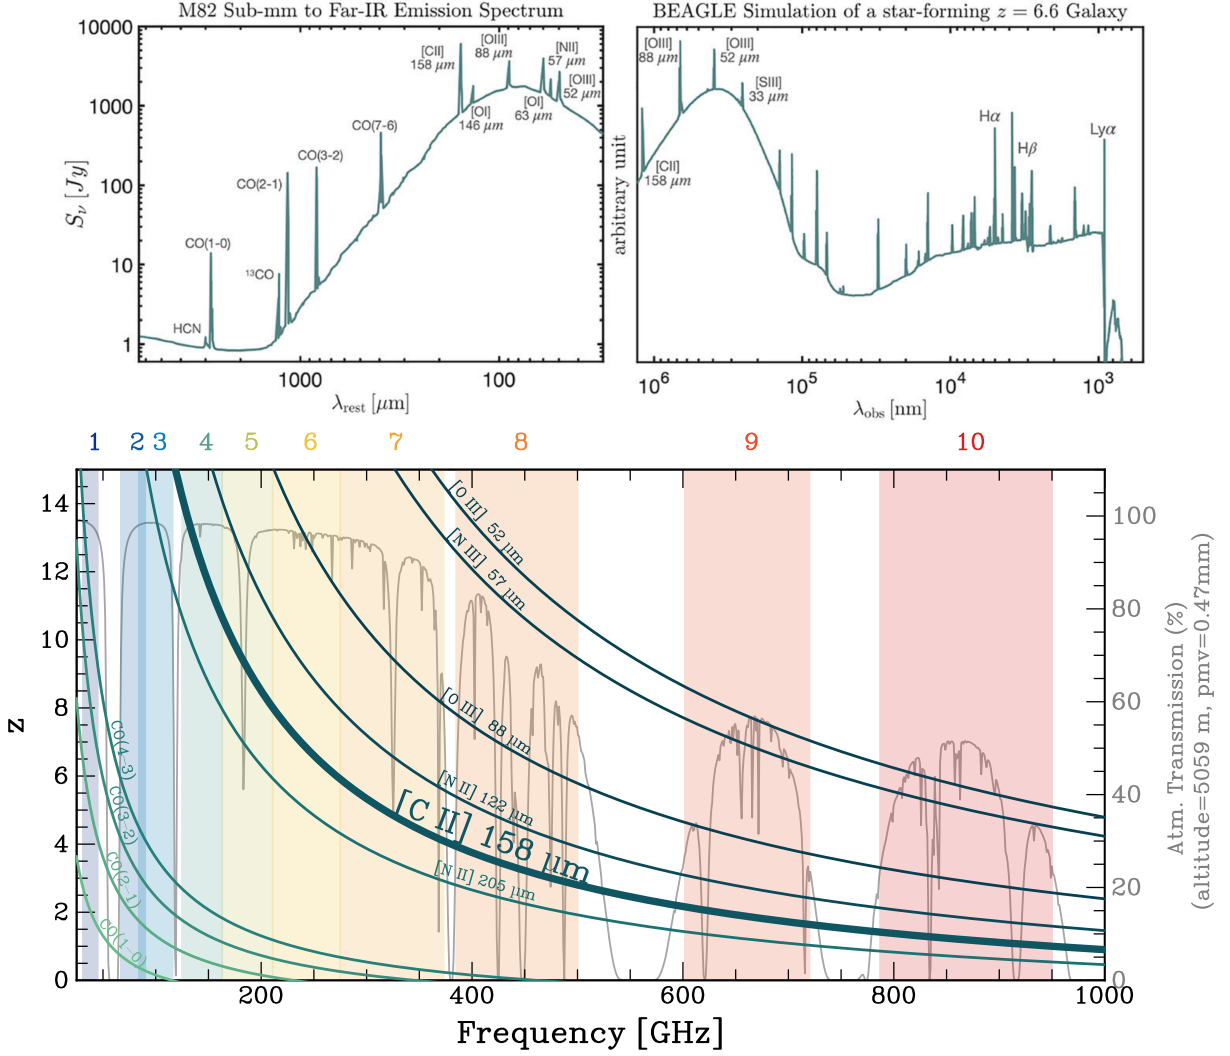 M82 Sub-mm to Far-IR Emission Spectrum
10000
1000
100
10
1
S_ν [Jy]
[CII]
158 μm
[OIII]
88 μm
[NII]
57 μm
[OIII]
52 μm
[OI]
146 μm
[OI]
63 μm
CO(7-6)
CO(3-2)
CO(2-1)
CO(1-0)
¹³CO
HCN
1000
100
λ_rest [μm]
BEAGLE Simulation of a star-forming z = 6.6 Galaxy
arbitrary unit
[OIII]
88 μm
[OIII]
52 μm
[SIII]
33 μm
[CII]
158 μm
Hα
Hβ
Lyα
10⁶
10⁵
10⁴
10³
λ_obs [nm]
1
2
3
4
5
6
7
8
9
10
z
14
12
10
8
6
4
2
0
[O III] 52 μm
[N III] 57 μm
[O III] 88 μm
[N II] 122 μm
[C II] 158 μm
[N II] 205 μm
CO(4-3)
CO(3-2)
CO(2-1)
CO(1-0)
100
80
60
40
20
0
Atm. Transmission (%)
(altitude=5059 m, pmv=0.47mm)
200
400
600
800
1000
Frequency [GHz]